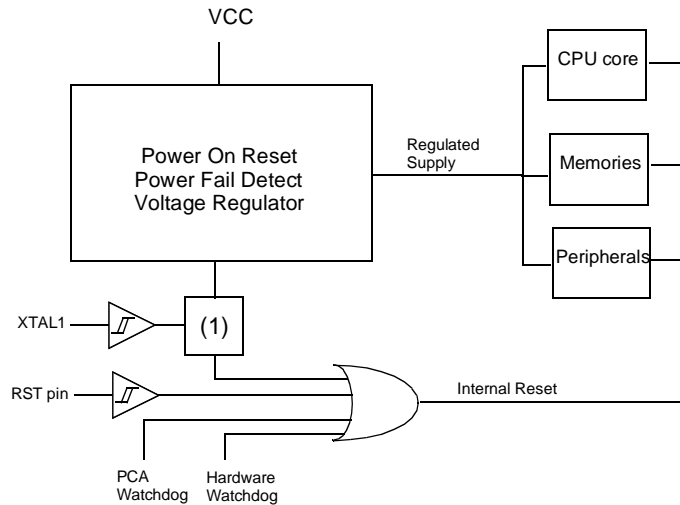 VCC
CPU core
Power On Reset
Power Fail Detect
Voltage Regulator
Regulated
Supply
Memories
Peripherals
XTAL1
(1)
RST pin
Internal Reset
PCA
Watchdog
Hardware
Watchdog